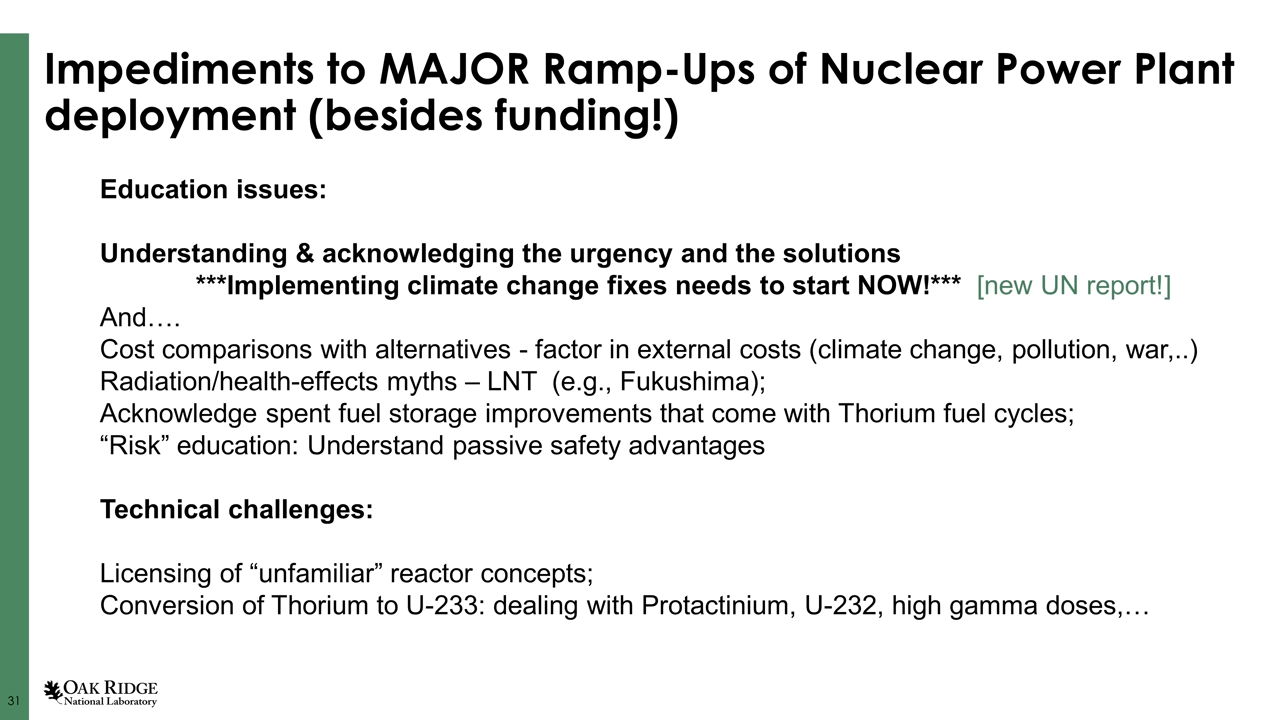 Impediments to MAJOR Ramp-Ups of Nuclear Power Plant
deployment (besides funding!)
Education issues:
Understanding & acknowledging the urgency and the solutions
***Implementing climate change fixes needs to start NOW!*** [new UN report!]
And….
Cost comparisons with alternatives - factor in external costs (climate change, pollution, war,..)
Radiation/health-effects myths – LNT (e.g., Fukushima);
Acknowledge spent fuel storage improvements that come with Thorium fuel cycles;
“Risk” education: Understand passive safety advantages
Technical challenges:
Licensing of “unfamiliar” reactor concepts;
Conversion of Thorium to U-233: dealing with Protactinium, U-232, high gamma doses,…
31
OAK RIDGE
National Laboratory